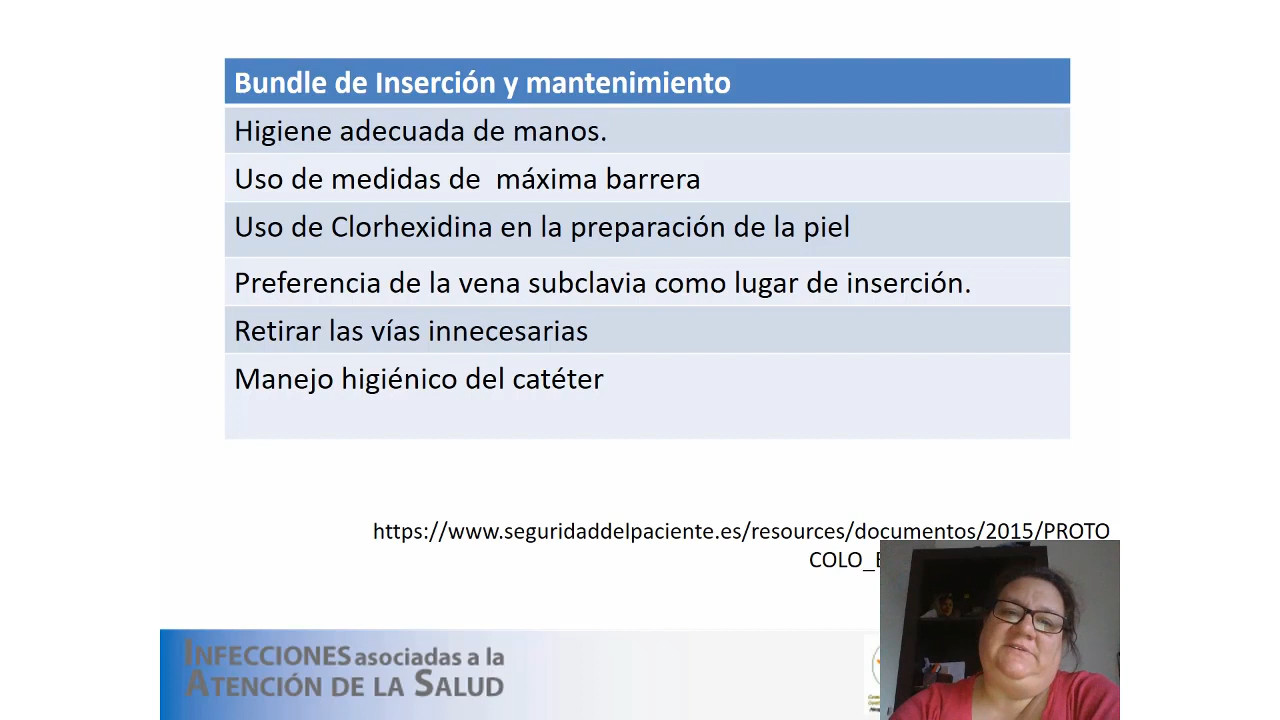 Bundle de Inserción y mantenimiento
Higiene adecuada de manos.
Uso de medidas de máxima barrera
Uso de Clorhexidina en la preparación de la piel
Preferencia de la vena subclavia como lugar de inserción.
Retirar las vías innecesarias
Manejo higiénico del catéter
https://www.seguridaddelpaciente.es/resources/documentos/2015/PROTO
COLO_
INFECCIONES asociadas a la
ATENCIÓN DE LA SALUD